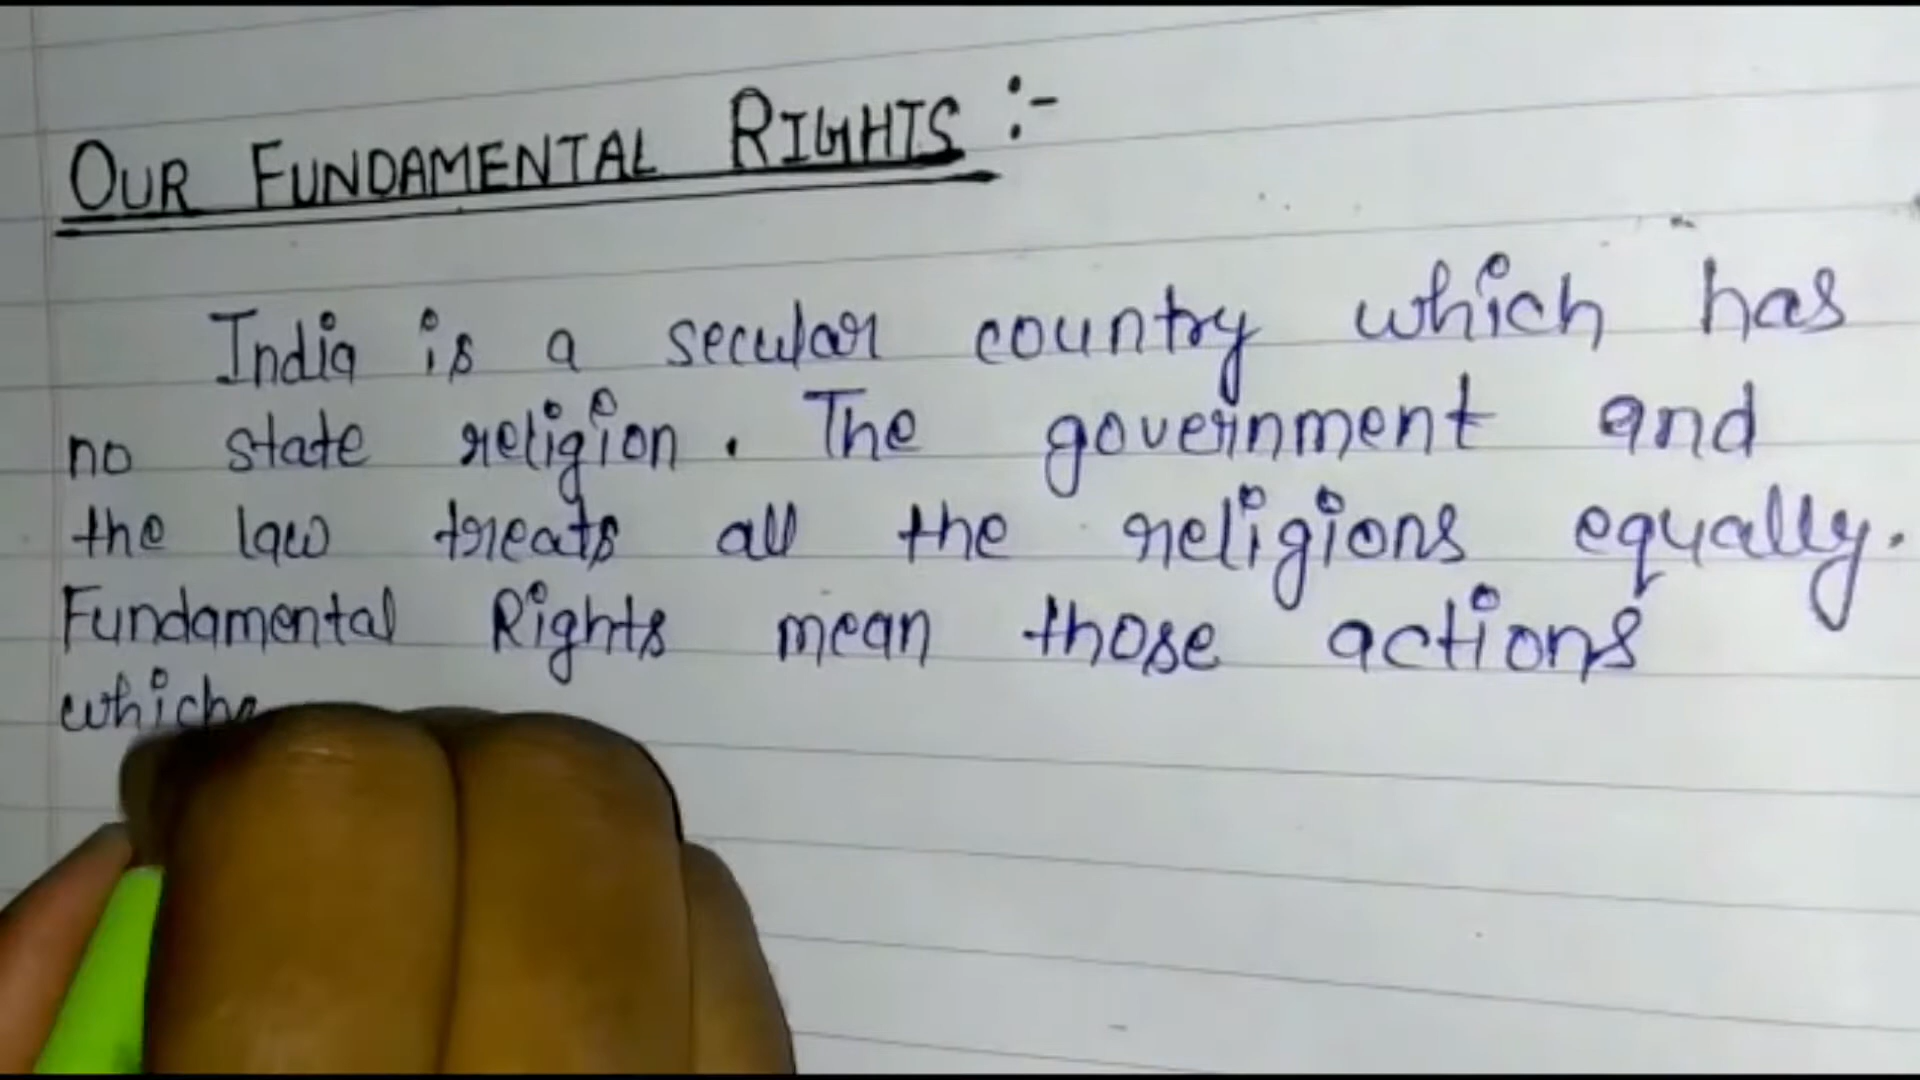 OUR FUNDAMENTAL RIGHTS :-
India is a secular country which has
no state religion. The government and
the law treats all the religions equally.
Fundamental Rights mean those actions
which